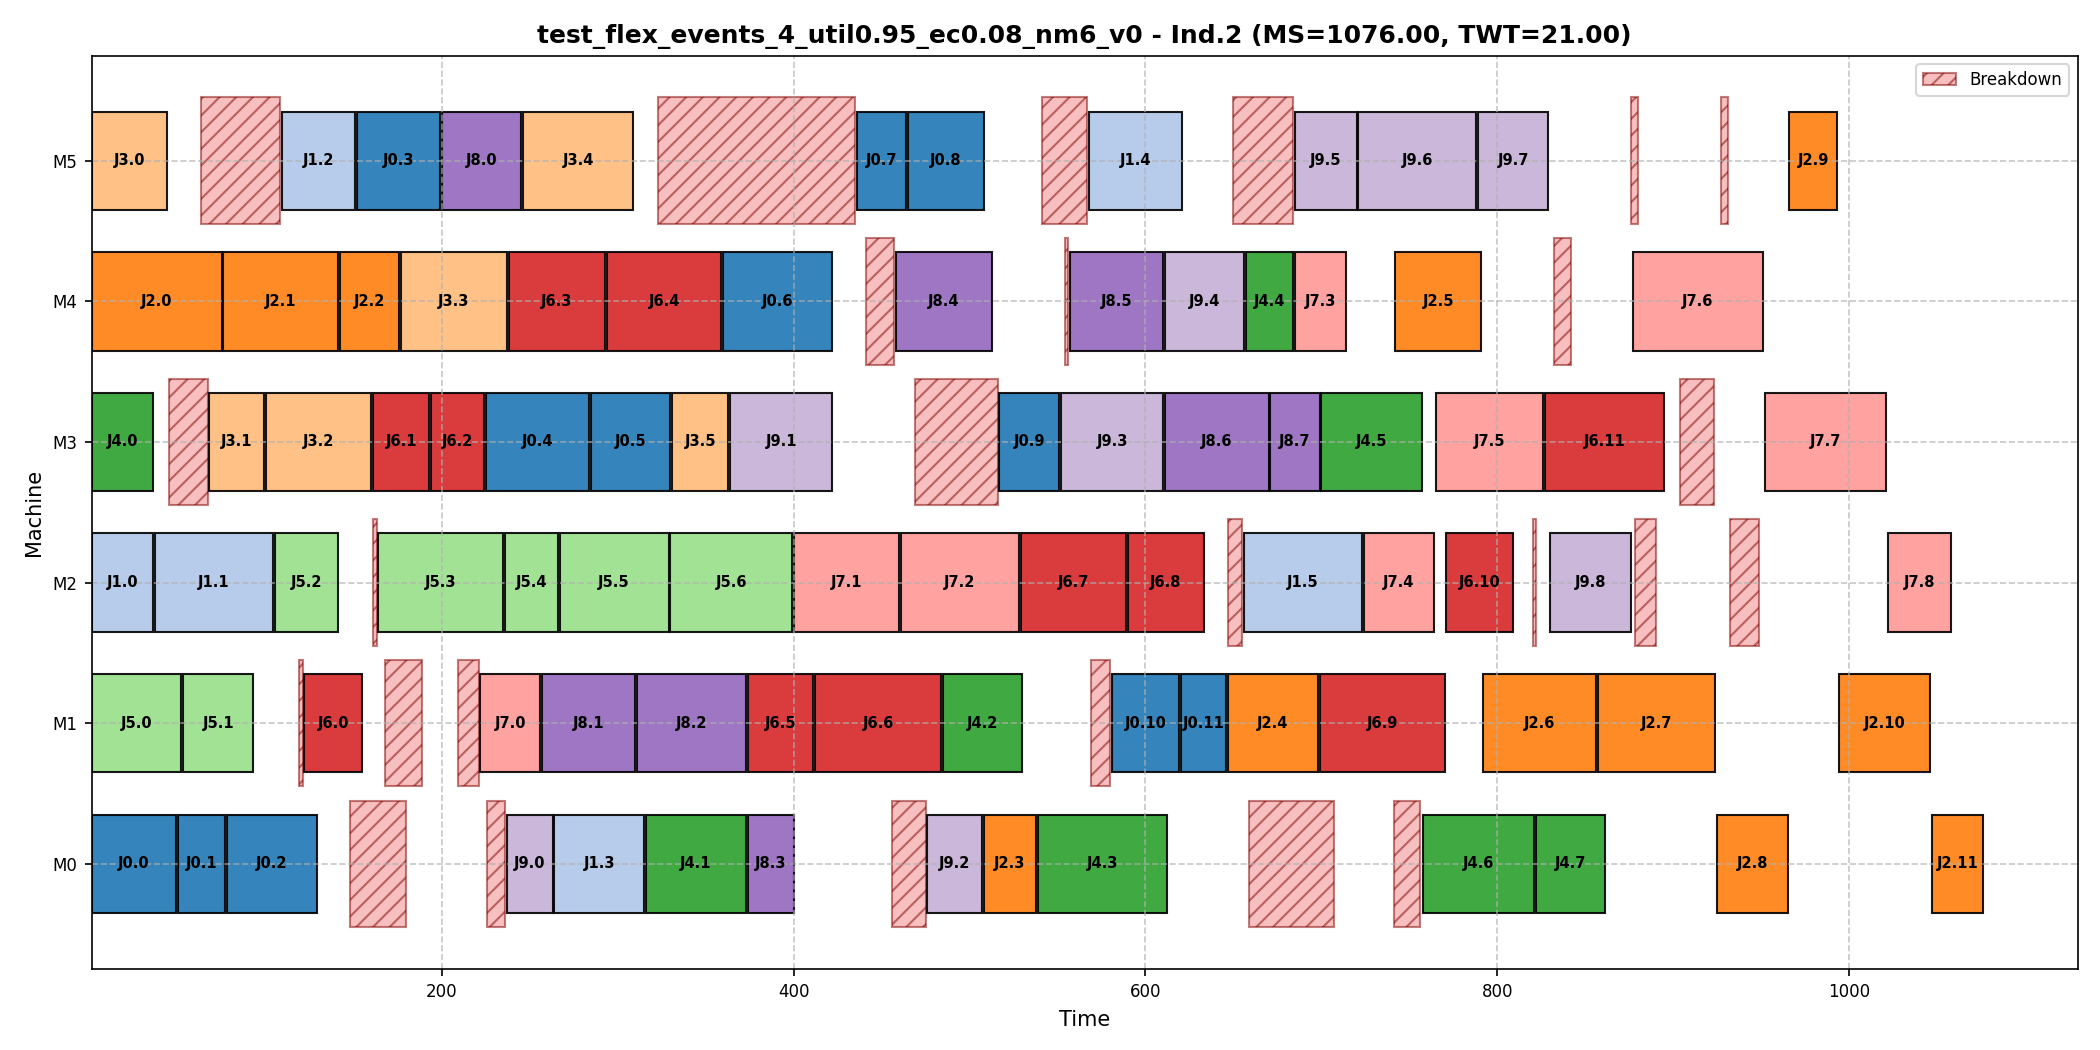 test_flex_events_4_util0.95_ec0.08_nm6_v0 - Ind.2 (MS=1076.00, TWT=21.00)
Breakdown
M5
J3.0 J1.2 J0.3 J8.0 J3.4 J0.7 J0.8 J1.4 J9.5 J9.6 J9.7 J2.9
M4
J2.0 J2.1 J2.2 J3.3 J6.3 J6.4 J0.6 J8.4 J8.5 J9.4 J4.4 J7.3 J2.5 J7.6
M3
J4.0 J3.1 J3.2 J6.1 J6.2 J0.4 J0.5 J3.5 J9.1 J0.9 J9.3 J8.6 J8.7 J4.5 J7.5 J6.11 J7.7
M2
J1.0 J1.1 J5.2 J5.3 J5.4 J5.5 J5.6 J7.1 J7.2 J6.7 J6.8 J1.5 J7.4 J6.10 J9.8 J7.8
M1
J5.0 J5.1 J6.0 J7.0 J8.1 J8.2 J6.5 J6.6 J4.2 J0.10 J0.11 J2.4 J6.9 J2.6 J2.7 J2.10
M0
J0.0 J0.1 J0.2 J9.0 J1.3 J4.1 J8.3 J9.2 J2.3 J4.3 J4.6 J4.7 J2.8 J2.11
Machine
200 400 600 800 1000
Time